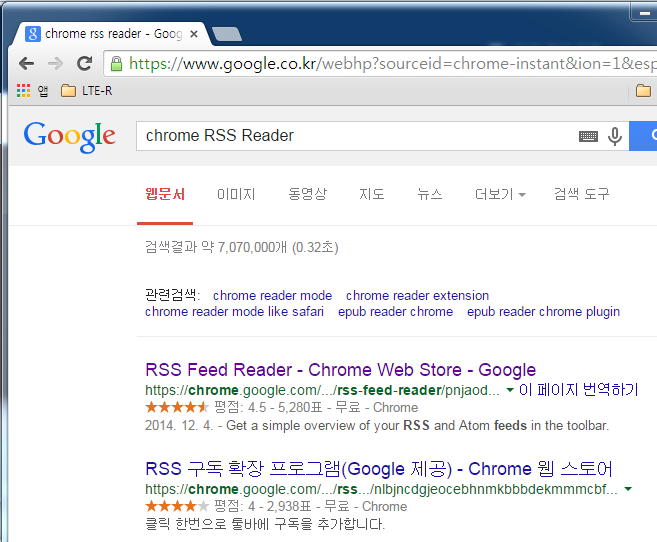 chrome rss reader - Goog
https://www.google.co.kr/webhp?sourceid=chrome-instant&ion=1&esp
앱 LTE-R
Google chrome RSS Reader
웹문서 이미지 동영상 지도 뉴스 더보기 검색 도구
검색결과 약 7,070,000개 (0.32초)
관련검색: chrome reader mode chrome reader extension
chrome reader mode like safari epub reader chrome epub reader chrome plugin
RSS Feed Reader - Chrome Web Store - Google
https://chrome.google.com/.../rss-feed-reader/pnjaod... 이 페이지 번역하기
평점: 4.5 - 5,280표 - 무료 - Chrome
2014. 12. 4. - Get a simple overview of your RSS and Atom feeds in the toolbar.
RSS 구독 확장 프로그램(Google 제공) - Chrome 웹 스토어
https://chrome.google.com/.../rss.../nlbjncdgjeocebhnmkbbbdekmmmcbf...
평점: 4 - 2,938표 - 무료 - Chrome
클릭 한번으로 툴바에 구독을 추가합니다.